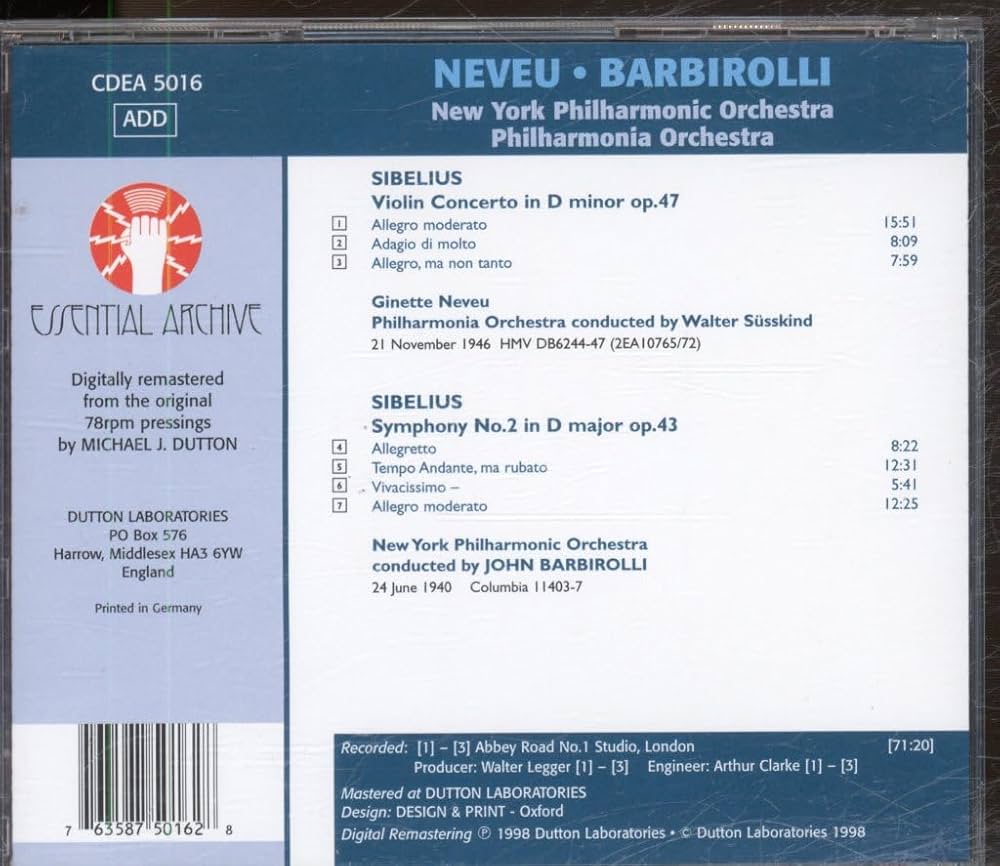 CDEA 5016
ADD
NEVEU • BARBIROLLI
New York Philharmonic Orchestra
Philharmonia Orchestra
ESSENTIAL ARCHIVE
Digitally remastered
from the original
78rpm pressings
by MICHAEL J. DUTTON
DUTTON LABORATORIES
PO Box 576
Harrow, Middlesex HA3 6YW
England
Printed in Germany
7 63587 50162 8
SIBELIUS
Violin Concerto in D minor op.47
1 Allegro moderato 15:51
2 Adagio di molto 8:09
3 Allegro, ma non tanto 7:59
Ginette Neveu
Philharmonia Orchestra conducted by Walter Süsskind
21 November 1946 HMV DB6244-47 (2EA10765/72)
SIBELIUS
Symphony No.2 in D major op.43
4 Allegretto 8:22
5 Tempo Andante, ma rubato 12:31
6 Vivacissimo – 5:41
7 Allegro moderato 12:25
New York Philharmonic Orchestra
conducted by JOHN BARBIROLLI
24 June 1940 Columbia 11403-7
Recorded: [1] – [3] Abbey Road No.1 Studio, London [71:20]
Producer: Walter Legger [1] – [3] Engineer: Arthur Clarke [1] – [3]
Mastered at DUTTON LABORATORIES
Design: DESIGN & PRINT - Oxford
Digital Remastering ℗ 1998 Dutton Laboratories • © Dutton Laboratories 1998